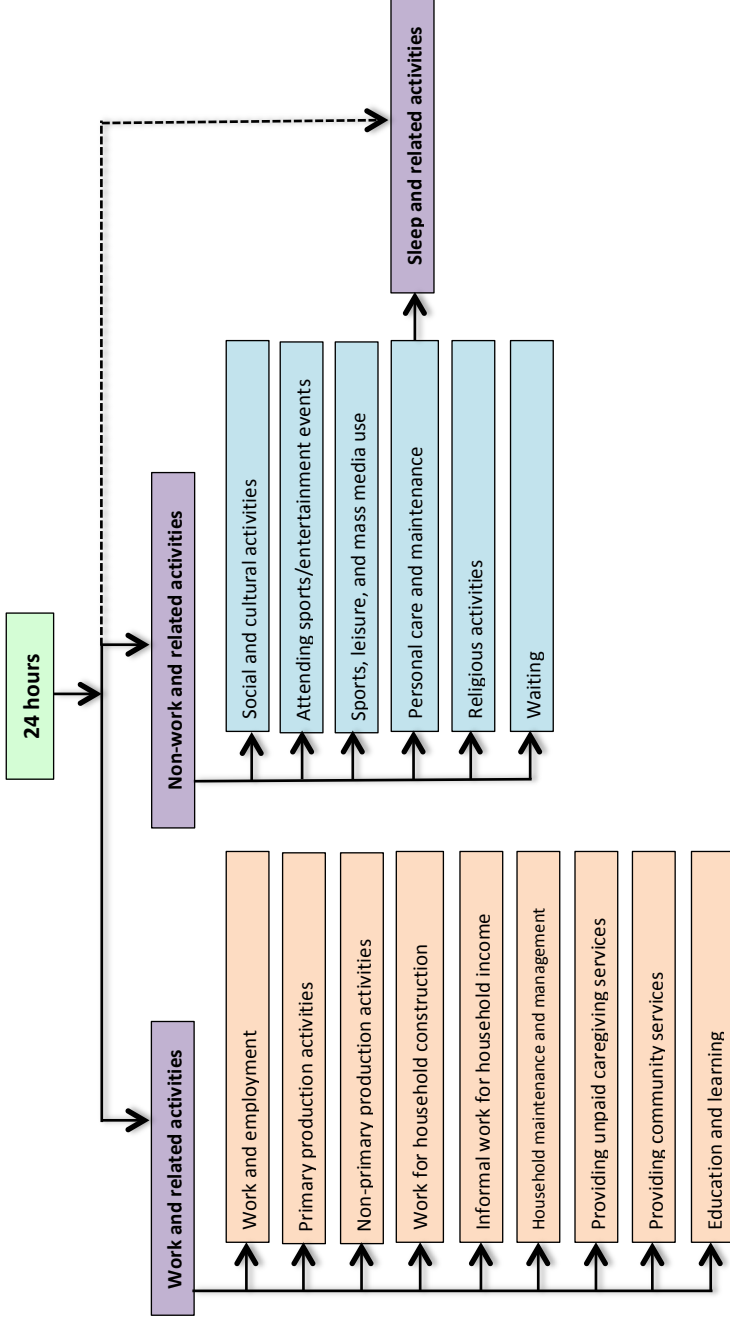 24 hours
Work and related activities
Work and employment
Primary production activities
Non-primary production activities
Work for household construction
Informal work for household income
Household maintenance and management
Providing unpaid caregiving services
Providing community services
Education and learning
Non-work and related activities
Social and cultural activities
Attending sports/entertainment events
Sports, leisure, and mass media use
Personal care and maintenance
Religious activities
Waiting
Sleep and related activities